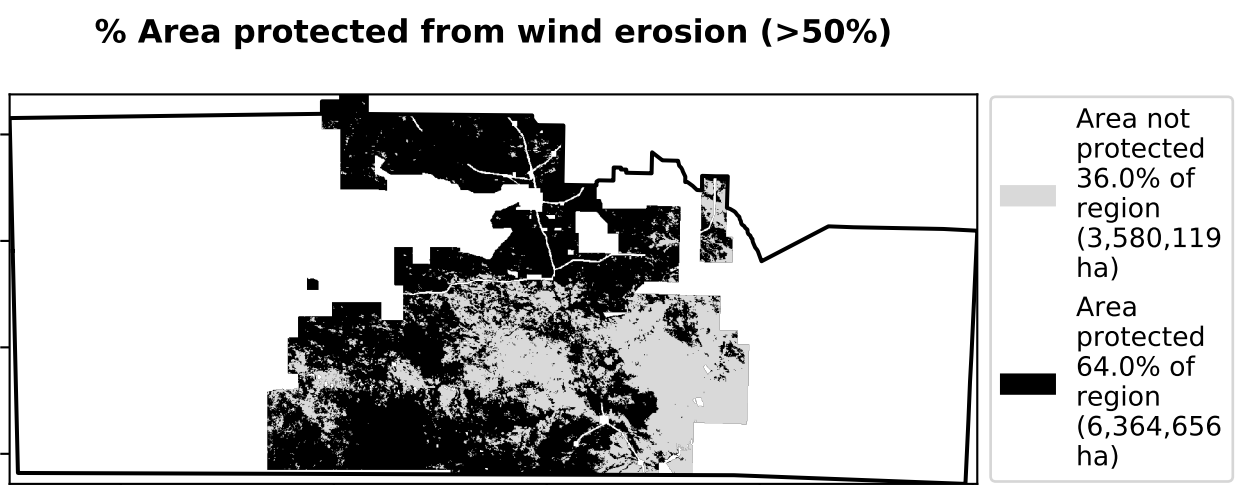 % Area protected from wind erosion (>50%)
Area not
protected
36.0% of
region
(3,580,119
ha)
Area
protected
64.0% of
region
(6,364,656
ha)